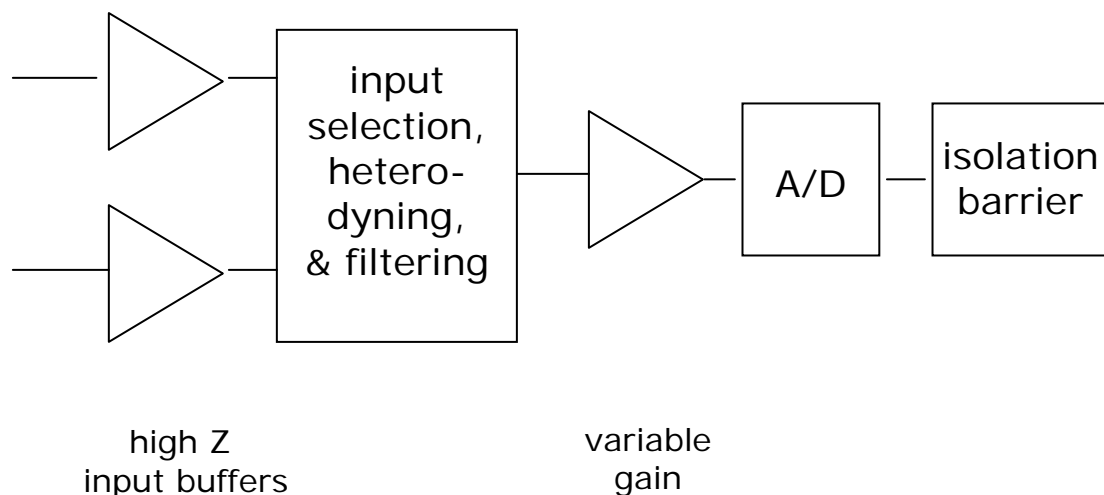 input
selection,
hetero-
dyning,
& filtering
A/D
isolation
barrier
high Z
input buffers
variable
gain